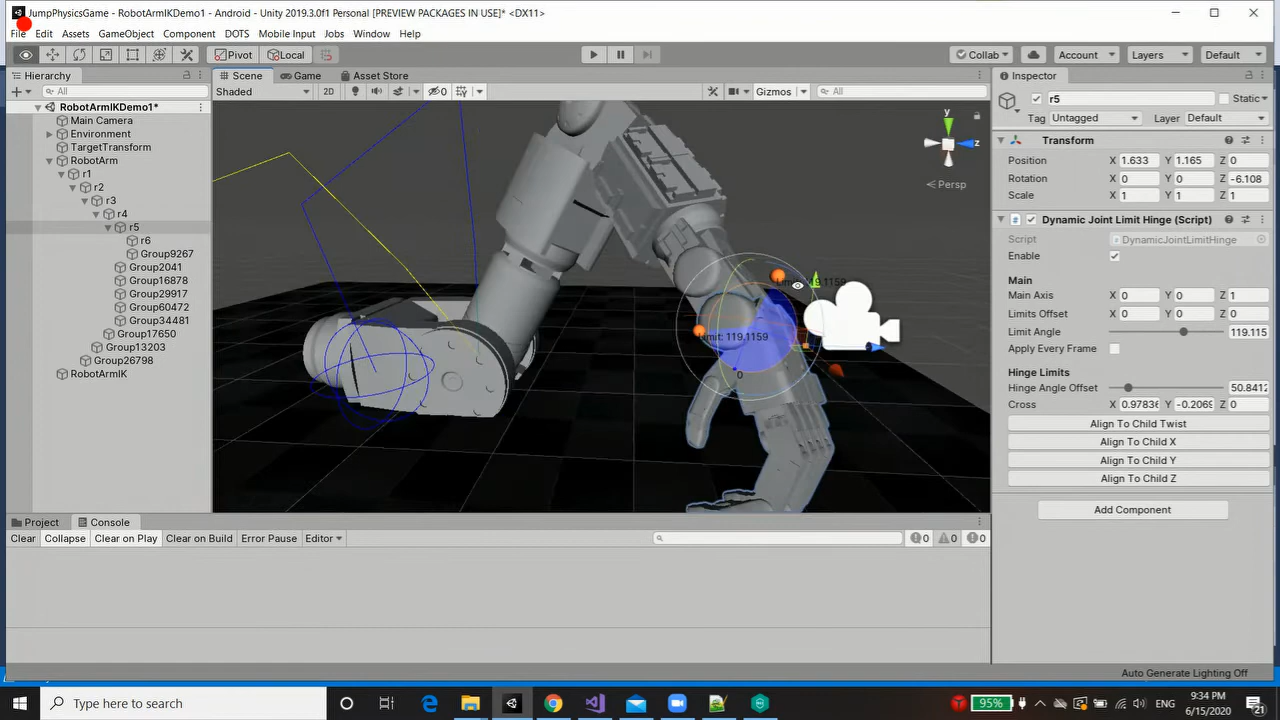 JumpPhysicsGame - RobotArmIKDemo1 - Android - Unity 2019.3.0f1 Personal [PREVIEW PACKAGES IN USE]* <DX11>
File Edit Assets GameObject Component DOTS Mobile Input Jobs Window Help
Pivot Local Collab Account Layers Default
Hierarchy
All
RobotArmIKDemo1*
Main Camera
Environment
TargetTransform
RobotArm
r1
r2
r3
r4
r5
r6
Group9267
Group2041
Group16878
Group29917
Group60472
Group34481
Group17650
Group13203
Group26798
RobotArmIK
Scene Game Asset Store
Shaded 2D 0 Gizmos All
y
z
Persp
Limit: 119.1159
0
Inspector
r5 Static
Tag Untagged Layer Default
Transform
Position X 1.633 Y 1.165 Z 0
Rotation X 0 Y 0 Z -6.108
Scale X 1 Y 1 Z 1
Dynamic Joint Limit Hinge (Script)
Script DynamicJointLimitHinge
Enable
Main
Main Axis X 0 Y 0 Z 1
Limits Offset X 0 Y 0 Z 0
Limit Angle 119.115
Apply Every Frame
Hinge Limits
Hinge Angle Offset 50.8412
Cross X 0.9783 Y -0.206 Z 0
Align To Child Twist
Align To Child X
Align To Child Y
Align To Child Z
Add Component
Project Console
Clear Collapse Clear on Play Clear on Build Error Pause Editor 0 0 0
Auto Generate Lighting Off
Type here to search
95%
9:34 PM
6/15/2020
21